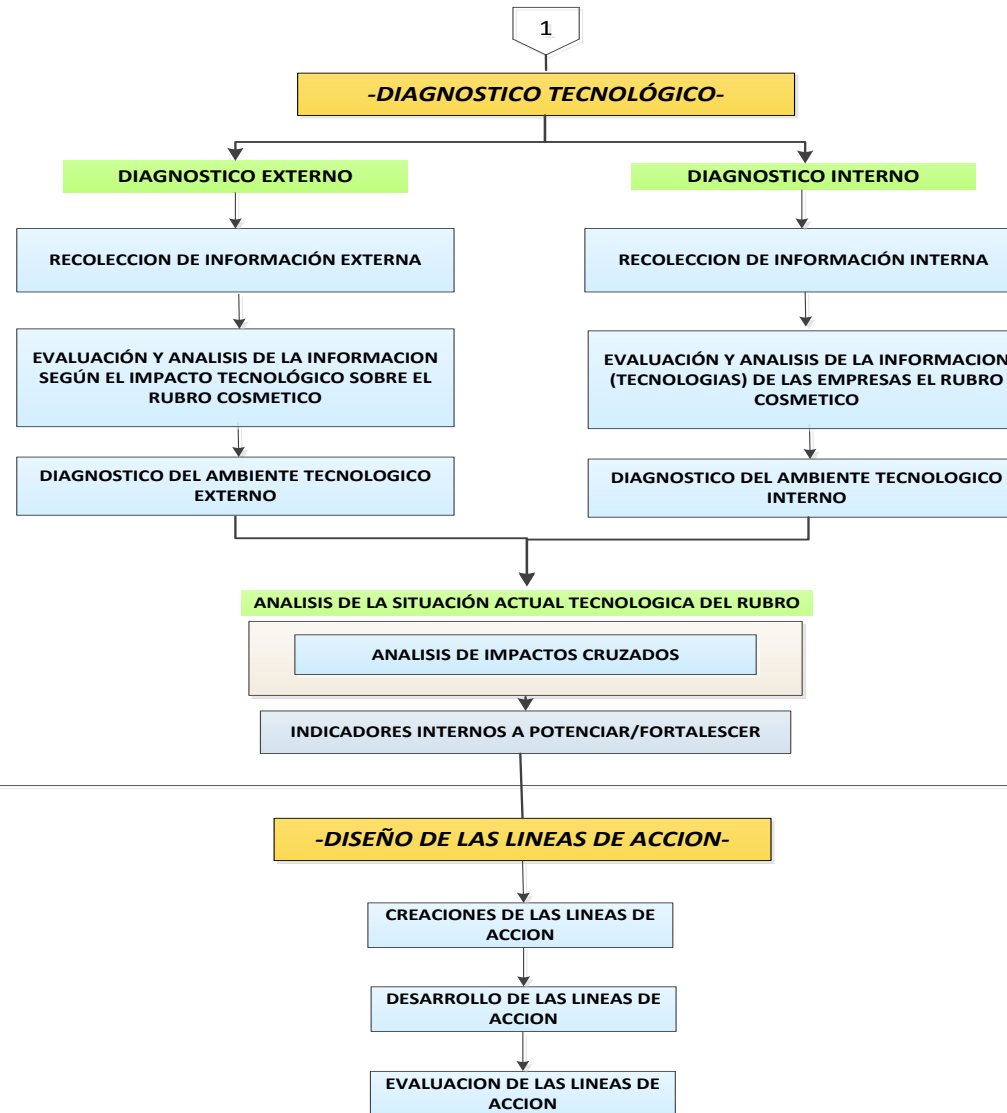 1
-DIAGNOSTICO TECNOLÓGICO-
DIAGNOSTICO EXTERNO
DIAGNOSTICO INTERNO
RECOLECCION DE INFORMACIÓN EXTERNA
RECOLECCION DE INFORMACIÓN INTERNA
EVALUACIÓN Y ANALISIS DE LA INFORMACION
SEGÚN EL IMPACTO TECNOLÓGICO SOBRE EL
RUBRO COSMETICO
EVALUACIÓN Y ANALISIS DE LA INFORMACION
(TECNOLOGIAS) DE LAS EMPRESAS EL RUBRO
COSMETICO
DIAGNOSTICO DEL AMBIENTE TECNOLOGICO
EXTERNO
DIAGNOSTICO DEL AMBIENTE TECNOLOGICO
INTERNO
ANALISIS DE LA SITUACIÓN ACTUAL TECNOLOGICA DEL RUBRO
ANALISIS DE IMPACTOS CRUZADOS
INDICADORES INTERNOS A POTENCIAR/FORTALESCER
-DISEÑO DE LAS LINEAS DE ACCION-
CREACIONES DE LAS LINEAS DE
ACCION
DESARROLLO DE LAS LINEAS DE
ACCION
EVALUACION DE LAS LINEAS DE
ACCION